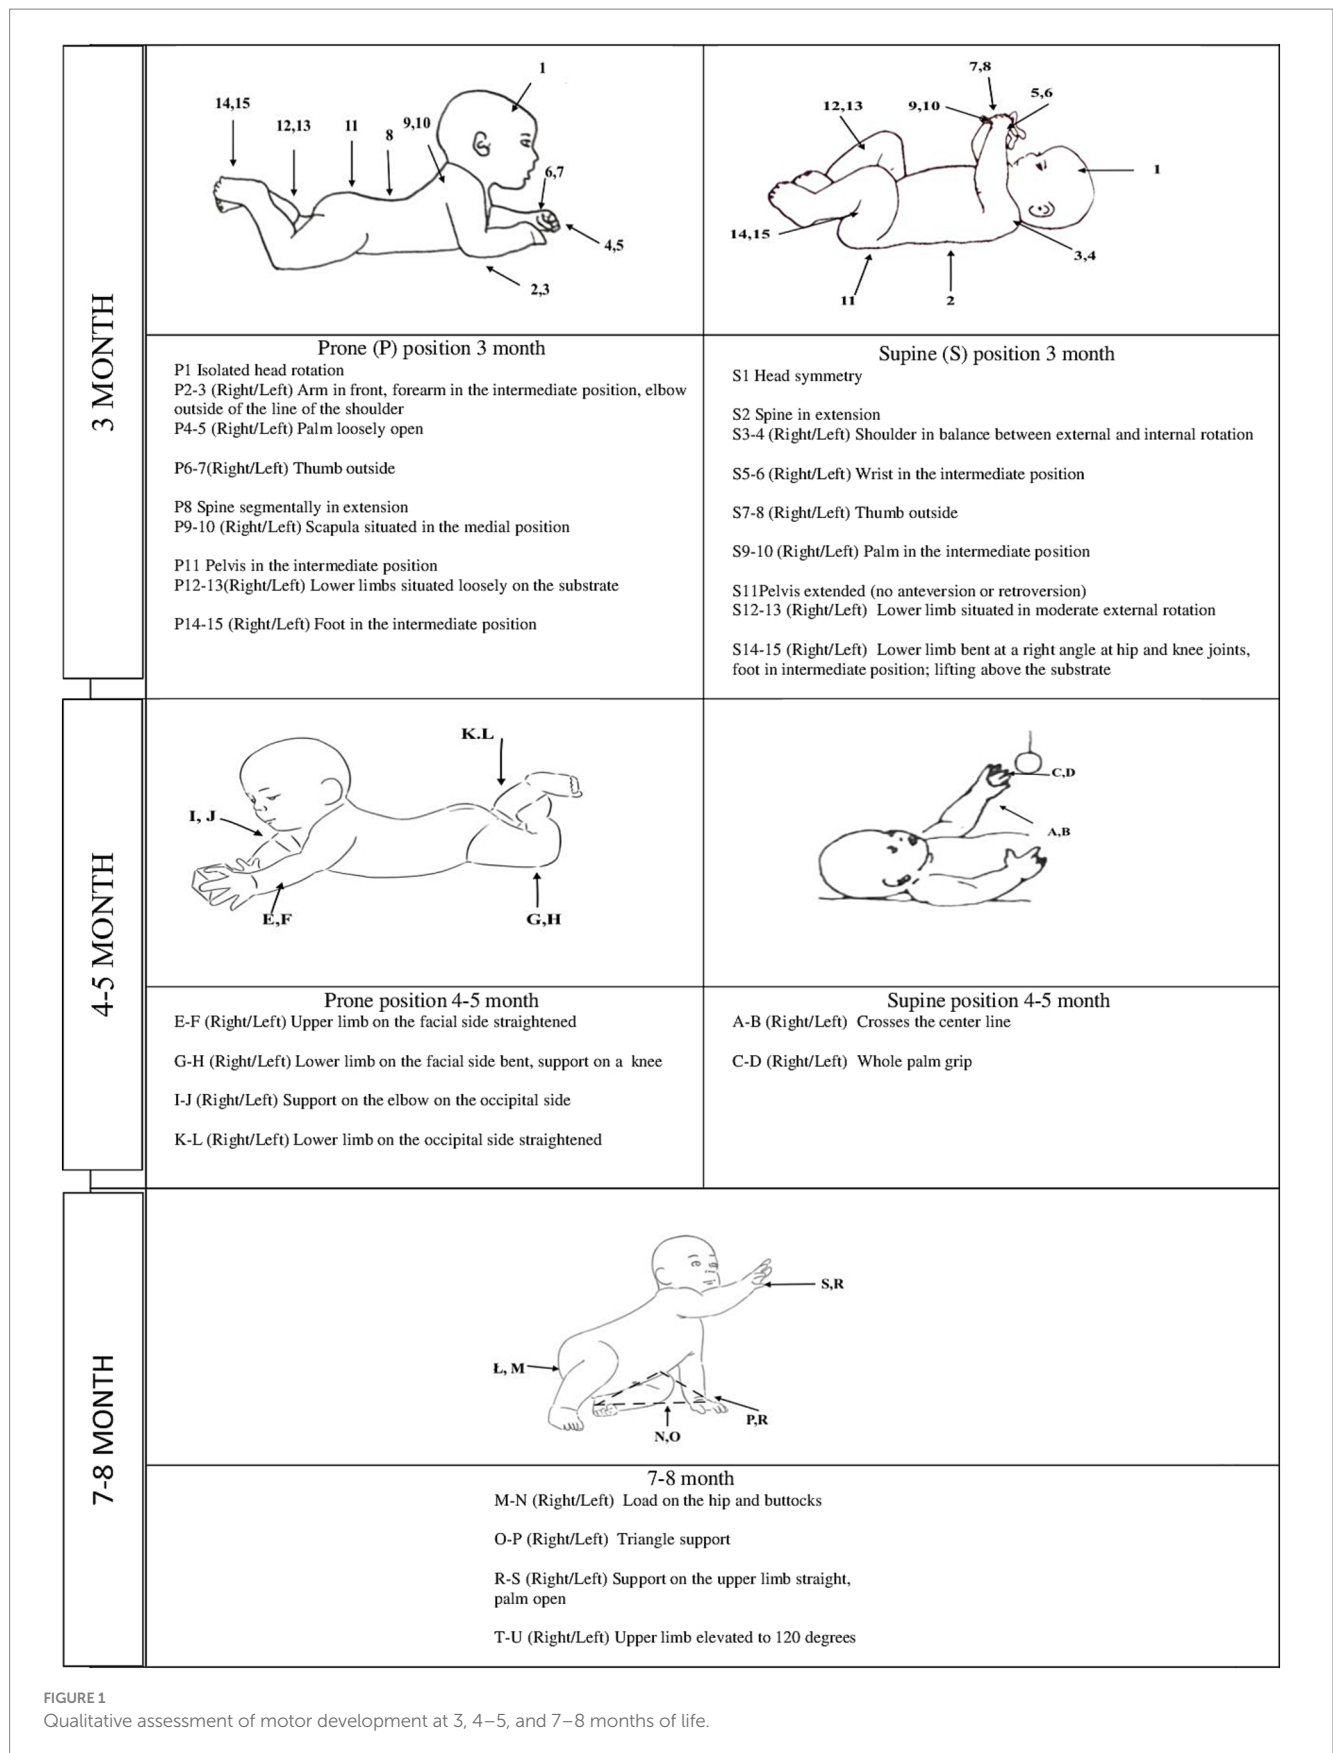 3 MONTH
1
14,15
12,13
11
8
9,10
6,7
4,5
2,3
7,8
5,6
12,13
9,10
1
14,15
3,4
11
2
Prone (P) position 3 month
P1 Isolated head rotation
P2-3 (Right/Left) Arm in front, forearm in the intermediate position, elbow
outside of the line of the shoulder
P4-5 (Right/Left) Palm loosely open
P6-7(Right/Left) Thumb outside
P8 Spine segmentally in extension
P9-10 (Right/Left) Scapula situated in the medial position
P11 Pelvis in the intermediate position
P12-13(Right/Left) Lower limbs situated loosely on the substrate
P14-15 (Right/Left) Foot in the intermediate position
Supine (S) position 3 month
S1 Head symmetry
S2 Spine in extension
S3-4 (Right/Left) Shoulder in balance between external and internal rotation
S5-6 (Right/Left) Wrist in the intermediate position
S7-8 (Right/Left) Thumb outside
S9-10 (Right/Left) Palm in the intermediate position
S11Pelvis extended (no anteversion or retroversion)
S12-13 (Right/Left) Lower limb situated in moderate external rotation
S14-15 (Right/Left) Lower limb bent at a right angle at hip and knee joints,
foot in intermediate position; lifting above the substrate
4-5 MONTH
K.L
I, J
E,F
G,H
C,D
A,B
Prone position 4-5 month
E-F (Right/Left) Upper limb on the facial side straightened
G-H (Right/Left) Lower limb on the facial side bent, support on a knee
I-J (Right/Left) Support on the elbow on the occipital side
K-L (Right/Left) Lower limb on the occipital side straightened
Supine position 4-5 month
A-B (Right/Left) Crosses the center line
C-D (Right/Left) Whole palm grip
7-8 MONTH
S,R
Ł, M
P,R
N,O
7-8 month
M-N (Right/Left) Load on the hip and buttocks
O-P (Right/Left) Triangle support
R-S (Right/Left) Support on the upper limb straight,
palm open
T-U (Right/Left) Upper limb elevated to 120 degrees
FIGURE 1
Qualitative assessment of motor development at 3, 4–5, and 7–8 months of life.